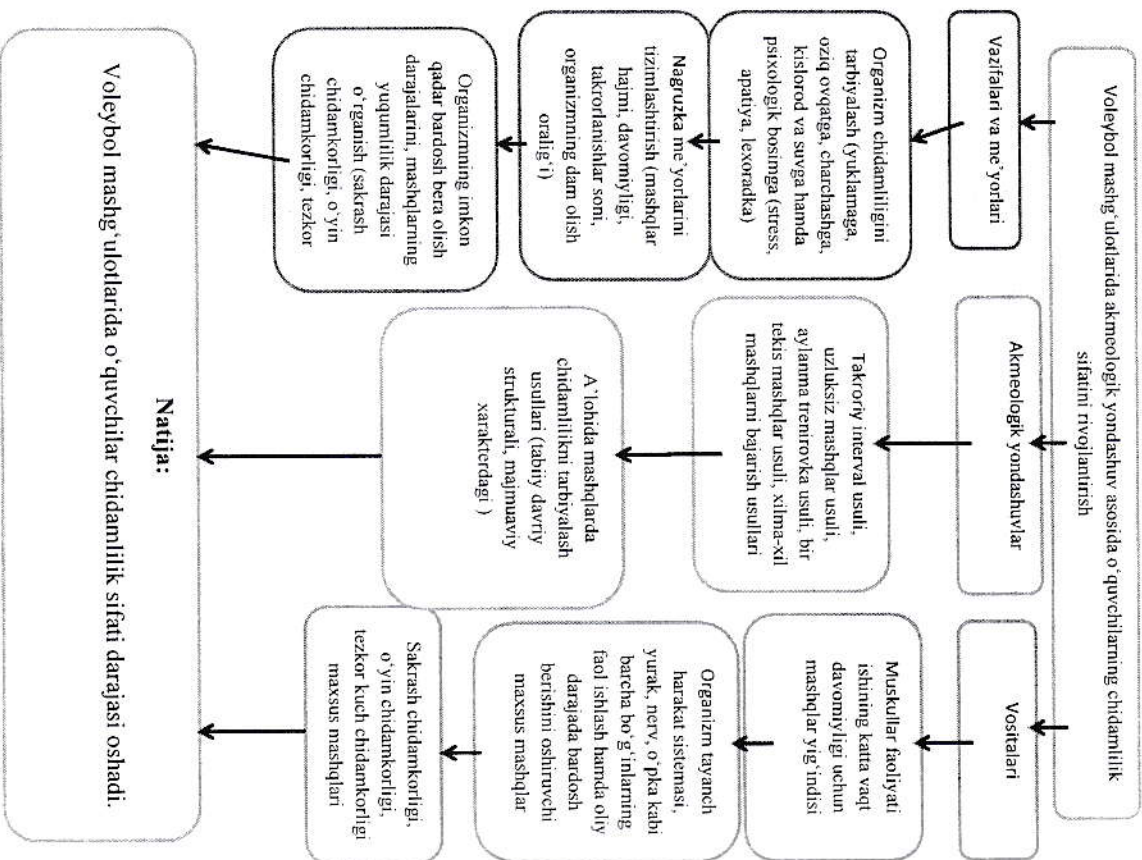 Voleybol mashg‘ulotlarida akmeologik yondashuv asosida o‘quvchilarning chidamlilik
sifatini rivojlantirish
Vazifalari va me’yorlari
Organizm chidamliligini
tarbiyalash (yuklamaga,
oziq ovqatga, charchashga,
kislorod va suvga hamda
psixologik bosimga (stress,
apatiya, lexoradka)
Nagruzka me’yorlarini
tizimlashtirish (mashqlar
hajmi, davomiyligi,
takrorlanishlar soni,
organizmning dam olish
oralig‘i)
Organizmning imkon
qadar bardosh bera olish
darajalarini, mashqlarning
yuqumlilik darajasi
o‘rganish (sakrash
chidamkorligi, o‘yin
chidamkorligi, tezkor
Akmeologik yondashuvlar
Takroriy interval usuli,
uzluksiz mashqlar usuli,
aylanma trenirovka usuli, bir
tekis mashqlar usuli, xilma-xil
mashqlarni bajarish usullari
A’lohida mashqlarda
chidamlilikni tarbiyalash
usullari (tabiiy davriy
strukturali, majmuaviy
xarakterdagi )
Vositalari
Muskullar faoliyati
ishining katta vaqt
davomiyligi uchun
mashqlar yig‘indisi
Organizm tayanch
harakat sistemasi,
yurak, nerv, o‘pka kabi
barcha bo‘g‘inlarning
faol ishlash hamda oliy
darajada bardosh
berishini oshiruvchi
maxsus mashqlar
Sakrash chidamkorligi,
o‘yin chidamkorligi,
tezkor kuch chidamkorligi
maxsus mashqlari
Natija:
Voleybol mashg‘ulotlarida o‘quvchilar chidamlilik sifati darajasi oshadi.